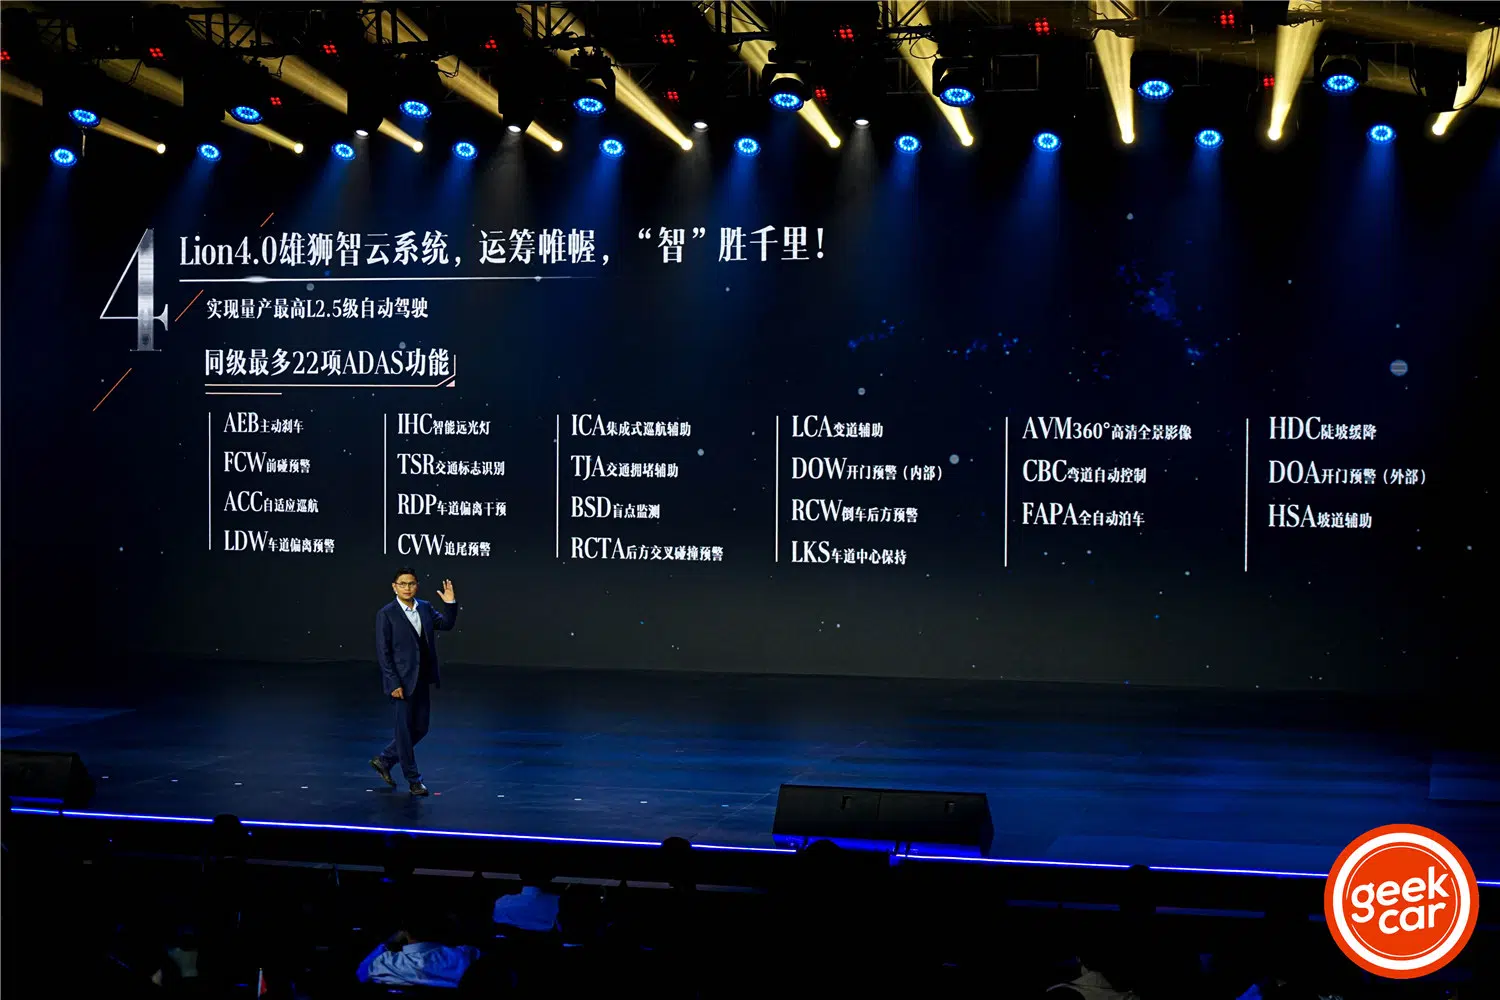 4
Lion4.0雄狮智云系统，运筹帷幄，“智”胜千里！
实现量产最高L2.5级自动驾驶
同级最多22项ADAS功能
AEB主动刹车
FCW前碰预警
ACC自适应巡航
LDW车道偏离预警
IHC智能远光灯
TSR交通标志识别
RDP车道偏离干预
CVW追尾预警
ICA集成式巡航辅助
TJA交通拥堵辅助
BSD盲点监测
RCTA后方交叉碰撞预警
LCA变道辅助
DOW开门预警（内部）
RCW倒车后方预警
LKS车道中心保持
AVM360°高清全景影像
CBC弯道自动控制
FAPA全自动泊车
HDC陡坡缓降
DOA开门预警（外部）
HSA坡道辅助
geek
car